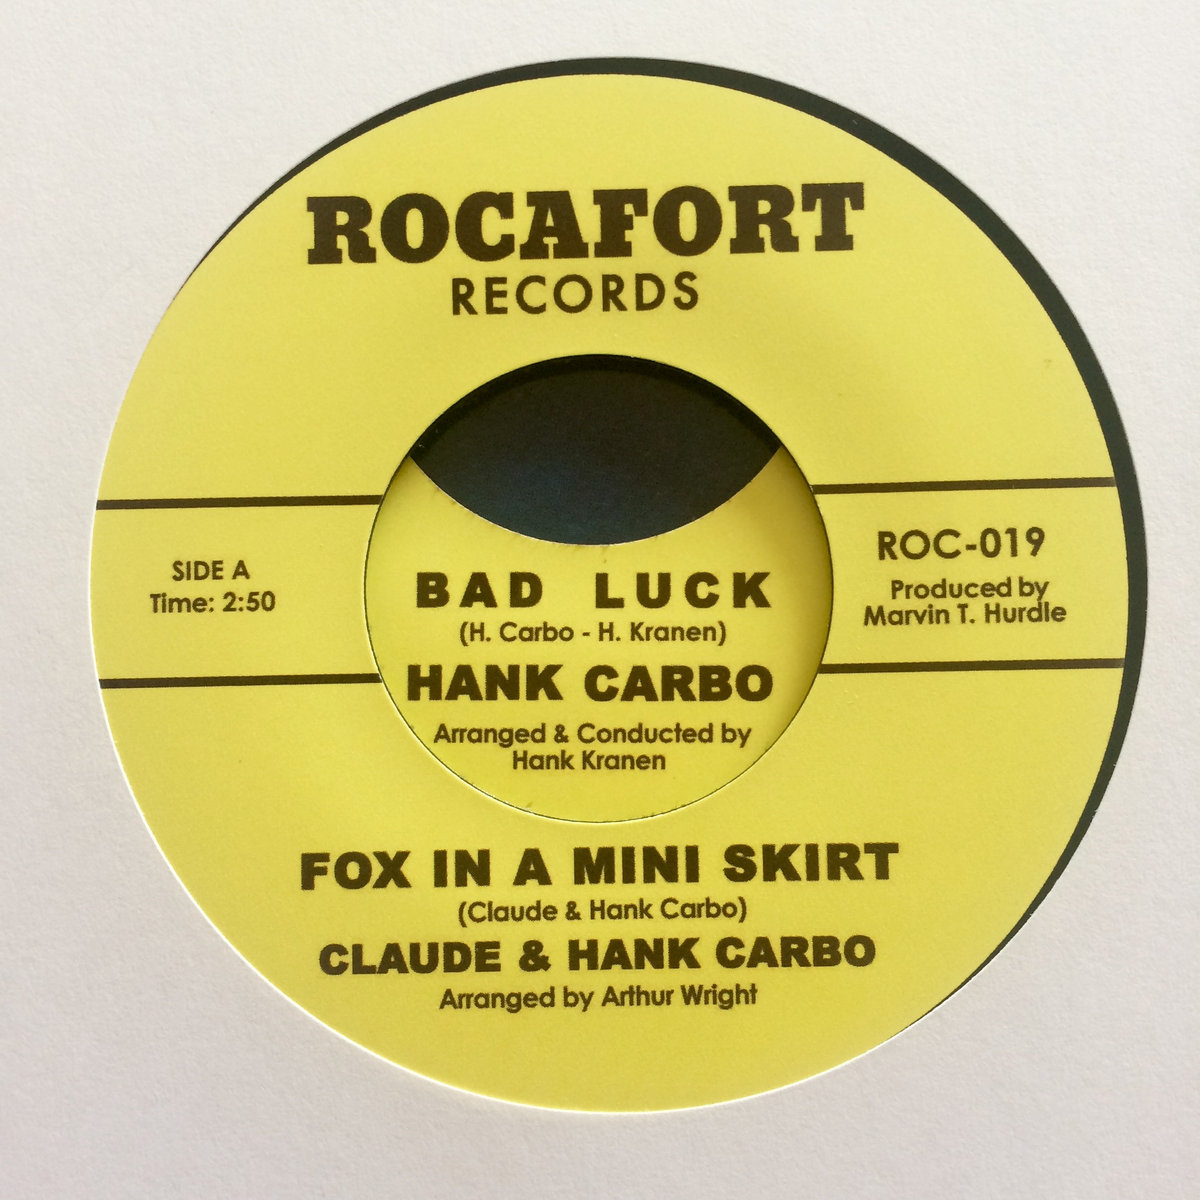 ROCAFORT
RECORDS
SIDE A
Time: 2:50
BAD LUCK
(H. Carbo - H. Kranen)
HANK CARBO
Arranged & Conducted by
Hank Kranen
ROC-019
Produced by
Marvin T. Hurdle
FOX IN A MINI SKIRT
(Claude & Hank Carbo)
CLAUDE & HANK CARBO
Arranged by Arthur Wright